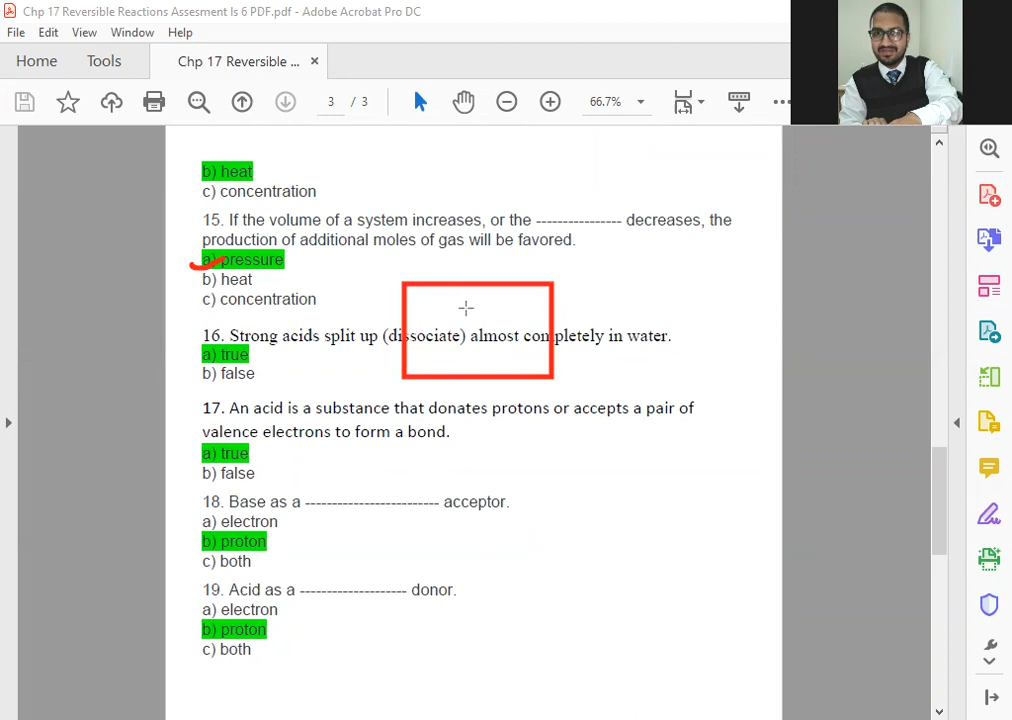 Chp 17 Reversible Reactions Assesment Is 6 PDF.pdf - Adobe Acrobat Pro DC
File Edit View Window Help
Home Tools Chp 17 Reversible ... ×
3 / 3 66.7%
b) heat
c) concentration
15. If the volume of a system increases, or the ---------------- decreases, the
production of additional moles of gas will be favored.
a) pressure
b) heat
c) concentration
16. Strong acids split up (dissociate) almost completely in water.
a) true
b) false
17. An acid is a substance that donates protons or accepts a pair of
valence electrons to form a bond.
a) true
b) false
18. Base as a ------------------------- acceptor.
a) electron
b) proton
c) both
19. Acid as a -------------------- donor.
a) electron
b) proton
c) both